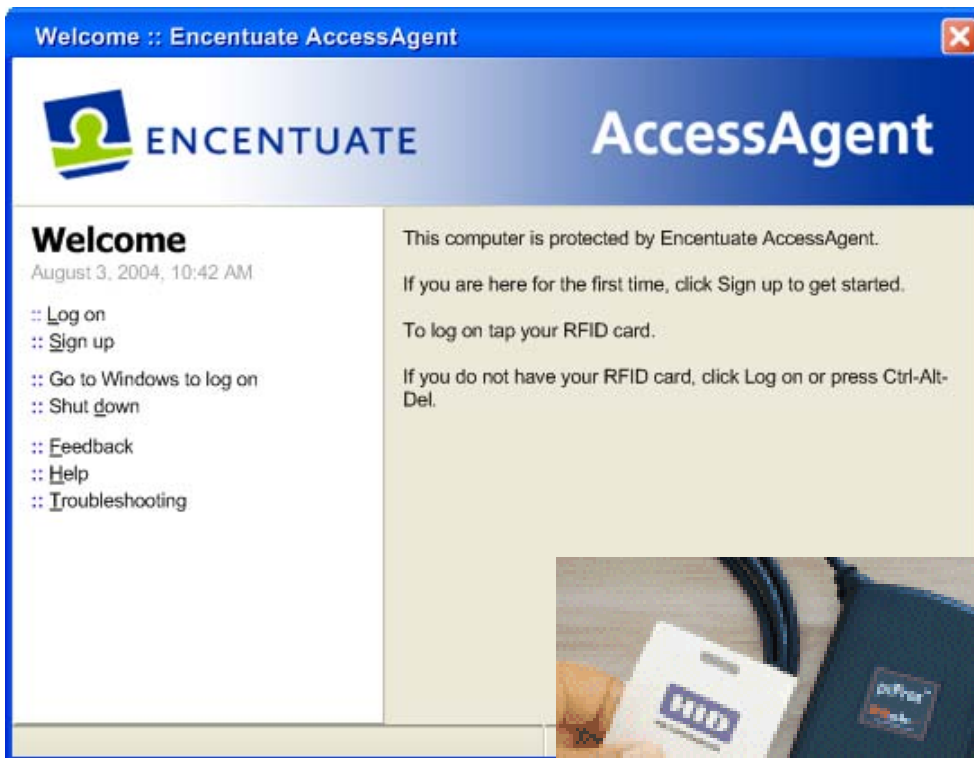 Welcome :: Encentuate AccessAgent
ENCENTUATE
AccessAgent
Welcome
August 3, 2004, 10:42 AM
:: Log on
:: Sign up
:: Go to Windows to log on
:: Shut down
:: Feedback
:: Help
:: Troubleshooting
This computer is protected by Encentuate AccessAgent.
If you are here for the first time, click Sign up to get started.
To log on tap your RFID card.
If you do not have your RFID card, click Log on or press Ctrl-Alt-
Del.
HID